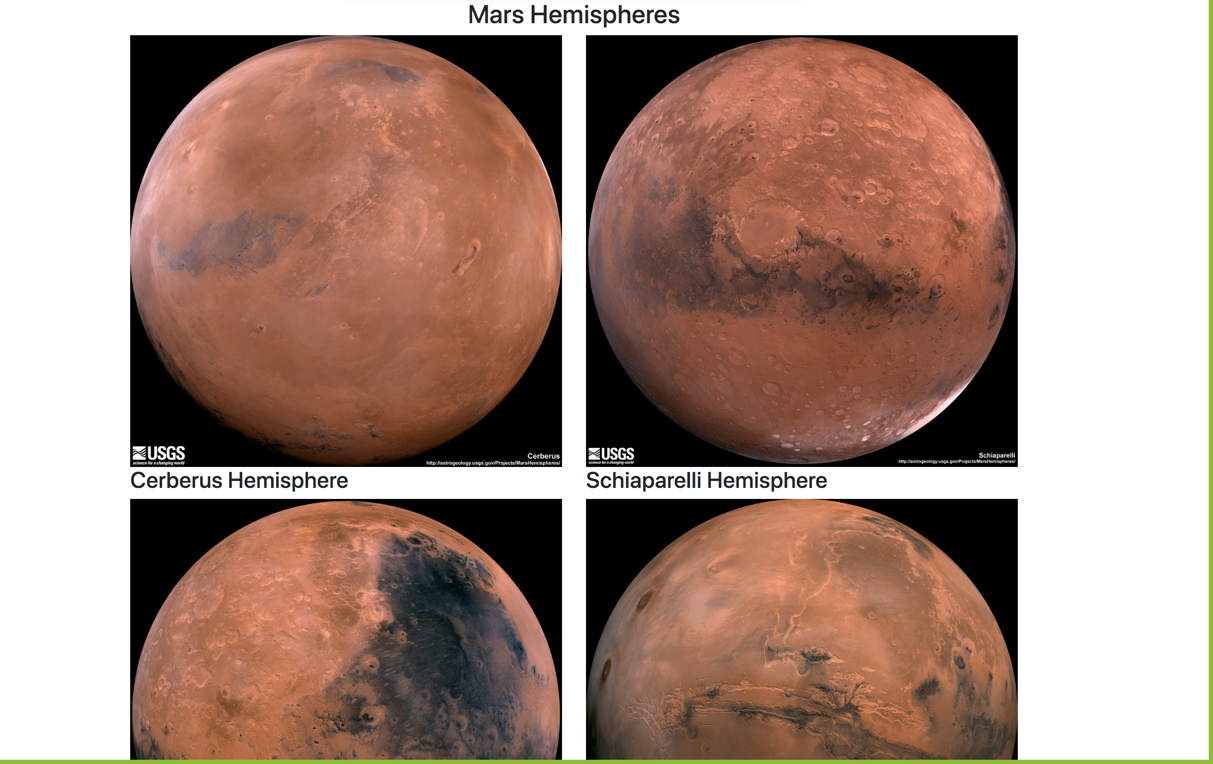 Mars Hemispheres
USGS
science for a changing world
Cerberus
http://astrogeology.usgs.gov/Projects/MarsHemispheres/
USGS
science for a changing world
Schiaparelli
http://astrogeology.usgs.gov/Projects/MarsHemispheres/
Cerberus Hemisphere
Schiaparelli Hemisphere